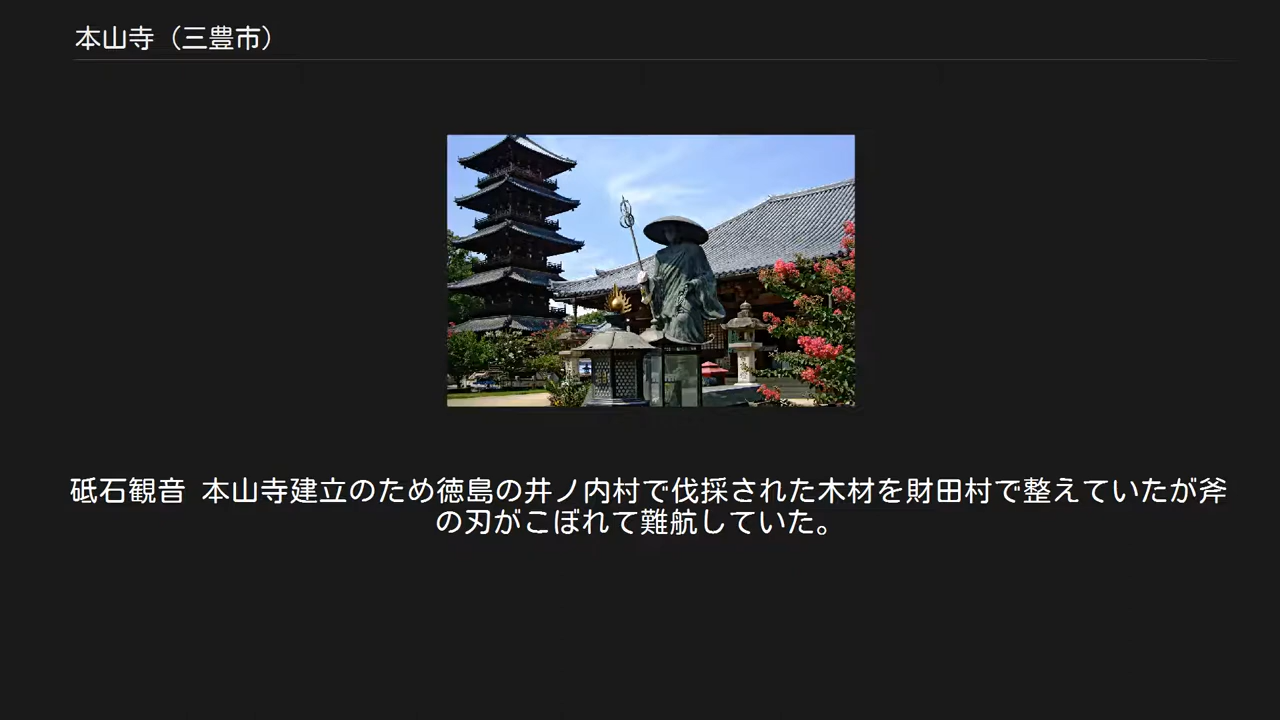 本山寺（三豊市）
砥石観音 本山寺建立のため徳島の井ノ内村で伐採された木材を財田村で整えていたが斧
の刃がこぼれて難航していた。